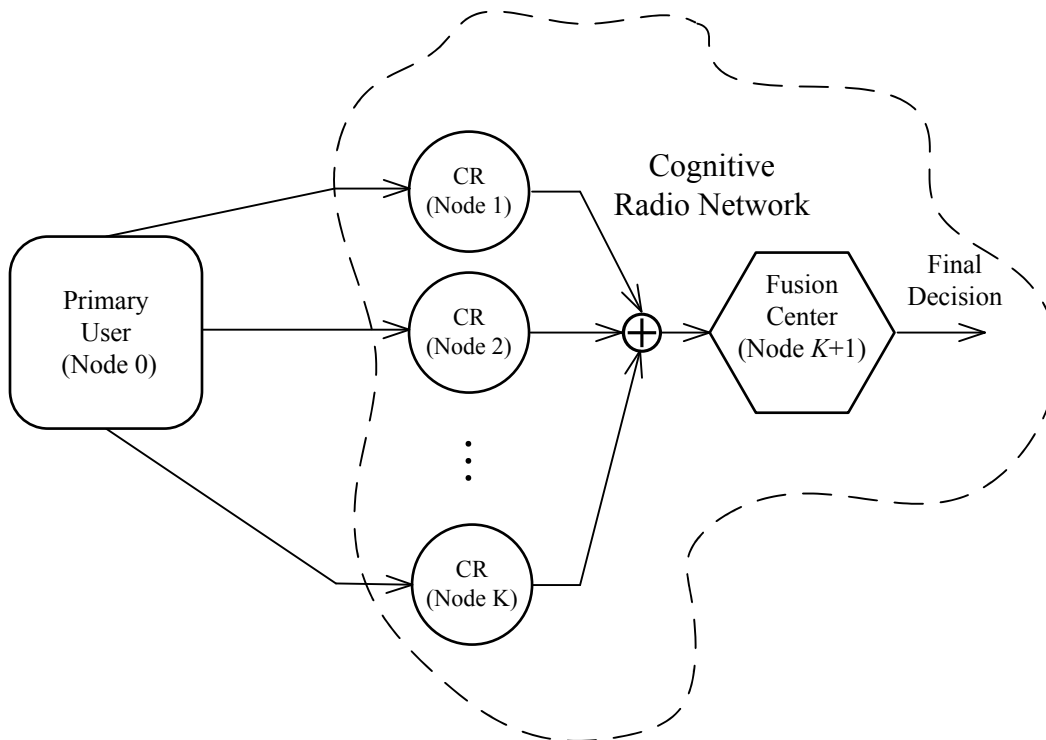 Primary
User
(Node 0)
CR
(Node 1)
CR
(Node 2)
CR
(Node K)
Cognitive
Radio Network
Fusion
Center
(Node K+1)
Final
Decision